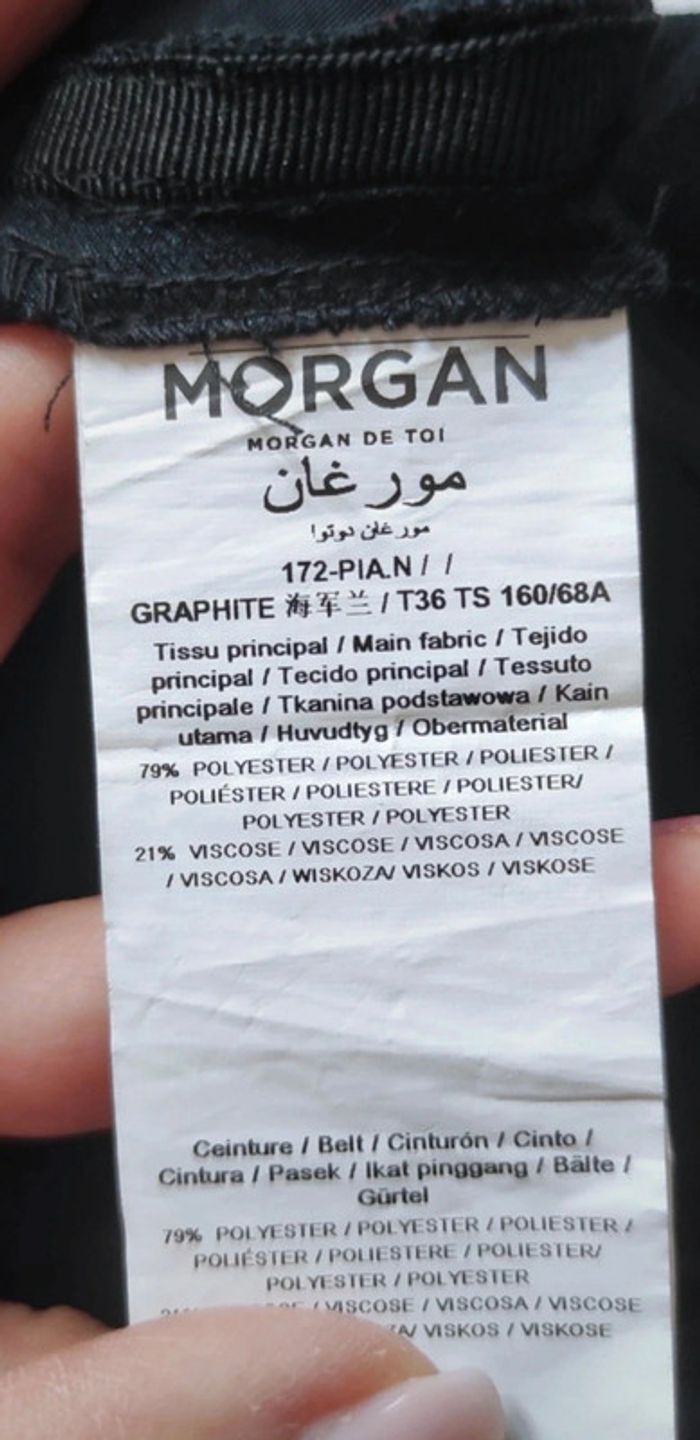 MORGAN
MORGAN DE TOI
مورغان
مورغان دوتوا
172-PIA.N / /
GRAPHITE 海军兰 / T36 TS 160/68A
Tissu principal / Main fabric / Tejido
principal / Tecido principal / Tessuto
principale / Tkanina podstawowa / Kain
utama / Huvudtyg / Obermaterial
79% POLYESTER / POLYESTER / POLIESTER /
POLIÉSTER / POLIESTERE / POLIESTER/
POLYESTER / POLYESTER
21% VISCOSE / VISCOSE / VISCOSA / VISCOSE
/ VISCOSA / WISKOZA/ VISKOS / VISKOSE
Ceinture / Belt / Cinturón / Cinto /
Cintura / Pasek / Ikat pinggang / Bälte /
Gürtel
79% POLYESTER / POLYESTER / POLIESTER /
POLIÉSTER / POLIESTERE / POLIESTER/
POLYESTER / POLYESTER
/ VISCOSE / VISCOSA / VISCOSE
/ VISKOS / VISKOSE